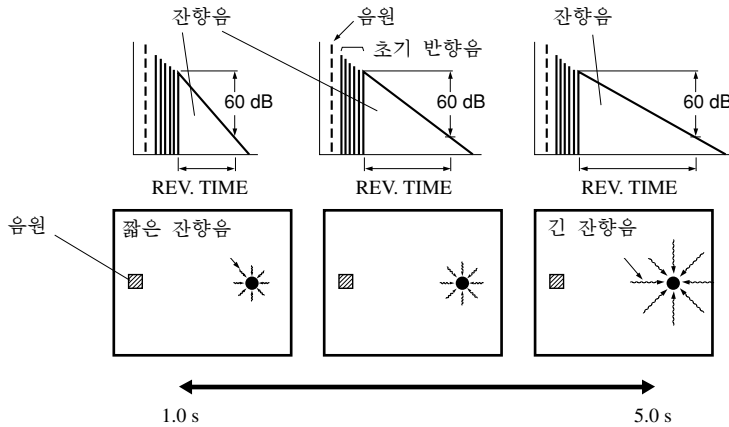 잔향음 음원 잔향음
초기 반향음
60 dB 60 dB 60 dB
REV. TIME REV. TIME REV. TIME
음원 짧은 잔향음 긴 잔향음
1.0 s 5.0 s